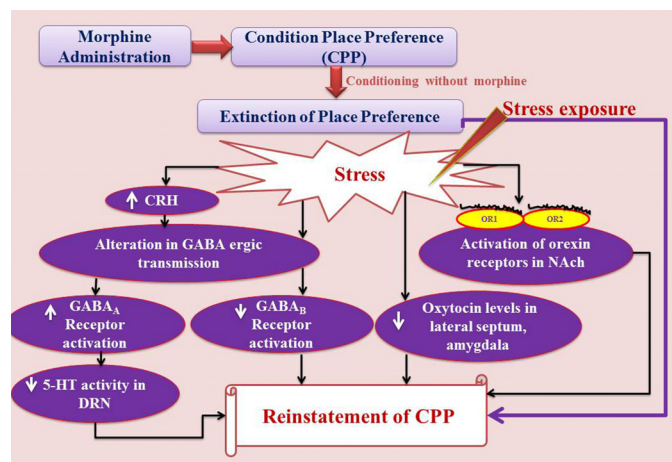 Morphine
Administration
Condition Place Preference
(CPP)
Conditioning without morphine
Extinction of Place Preference
Stress exposure
Stress
CRH
OR1
OR2
Alteration in GABA ergic
transmission
Activation of orexin
receptors in NAch
GABAA
Receptor
activation
GABAB
Receptor
activation
Oxytocin levels in
lateral septum,
amygdala
5-HT activity in
DRN
Reinstatement of CPP